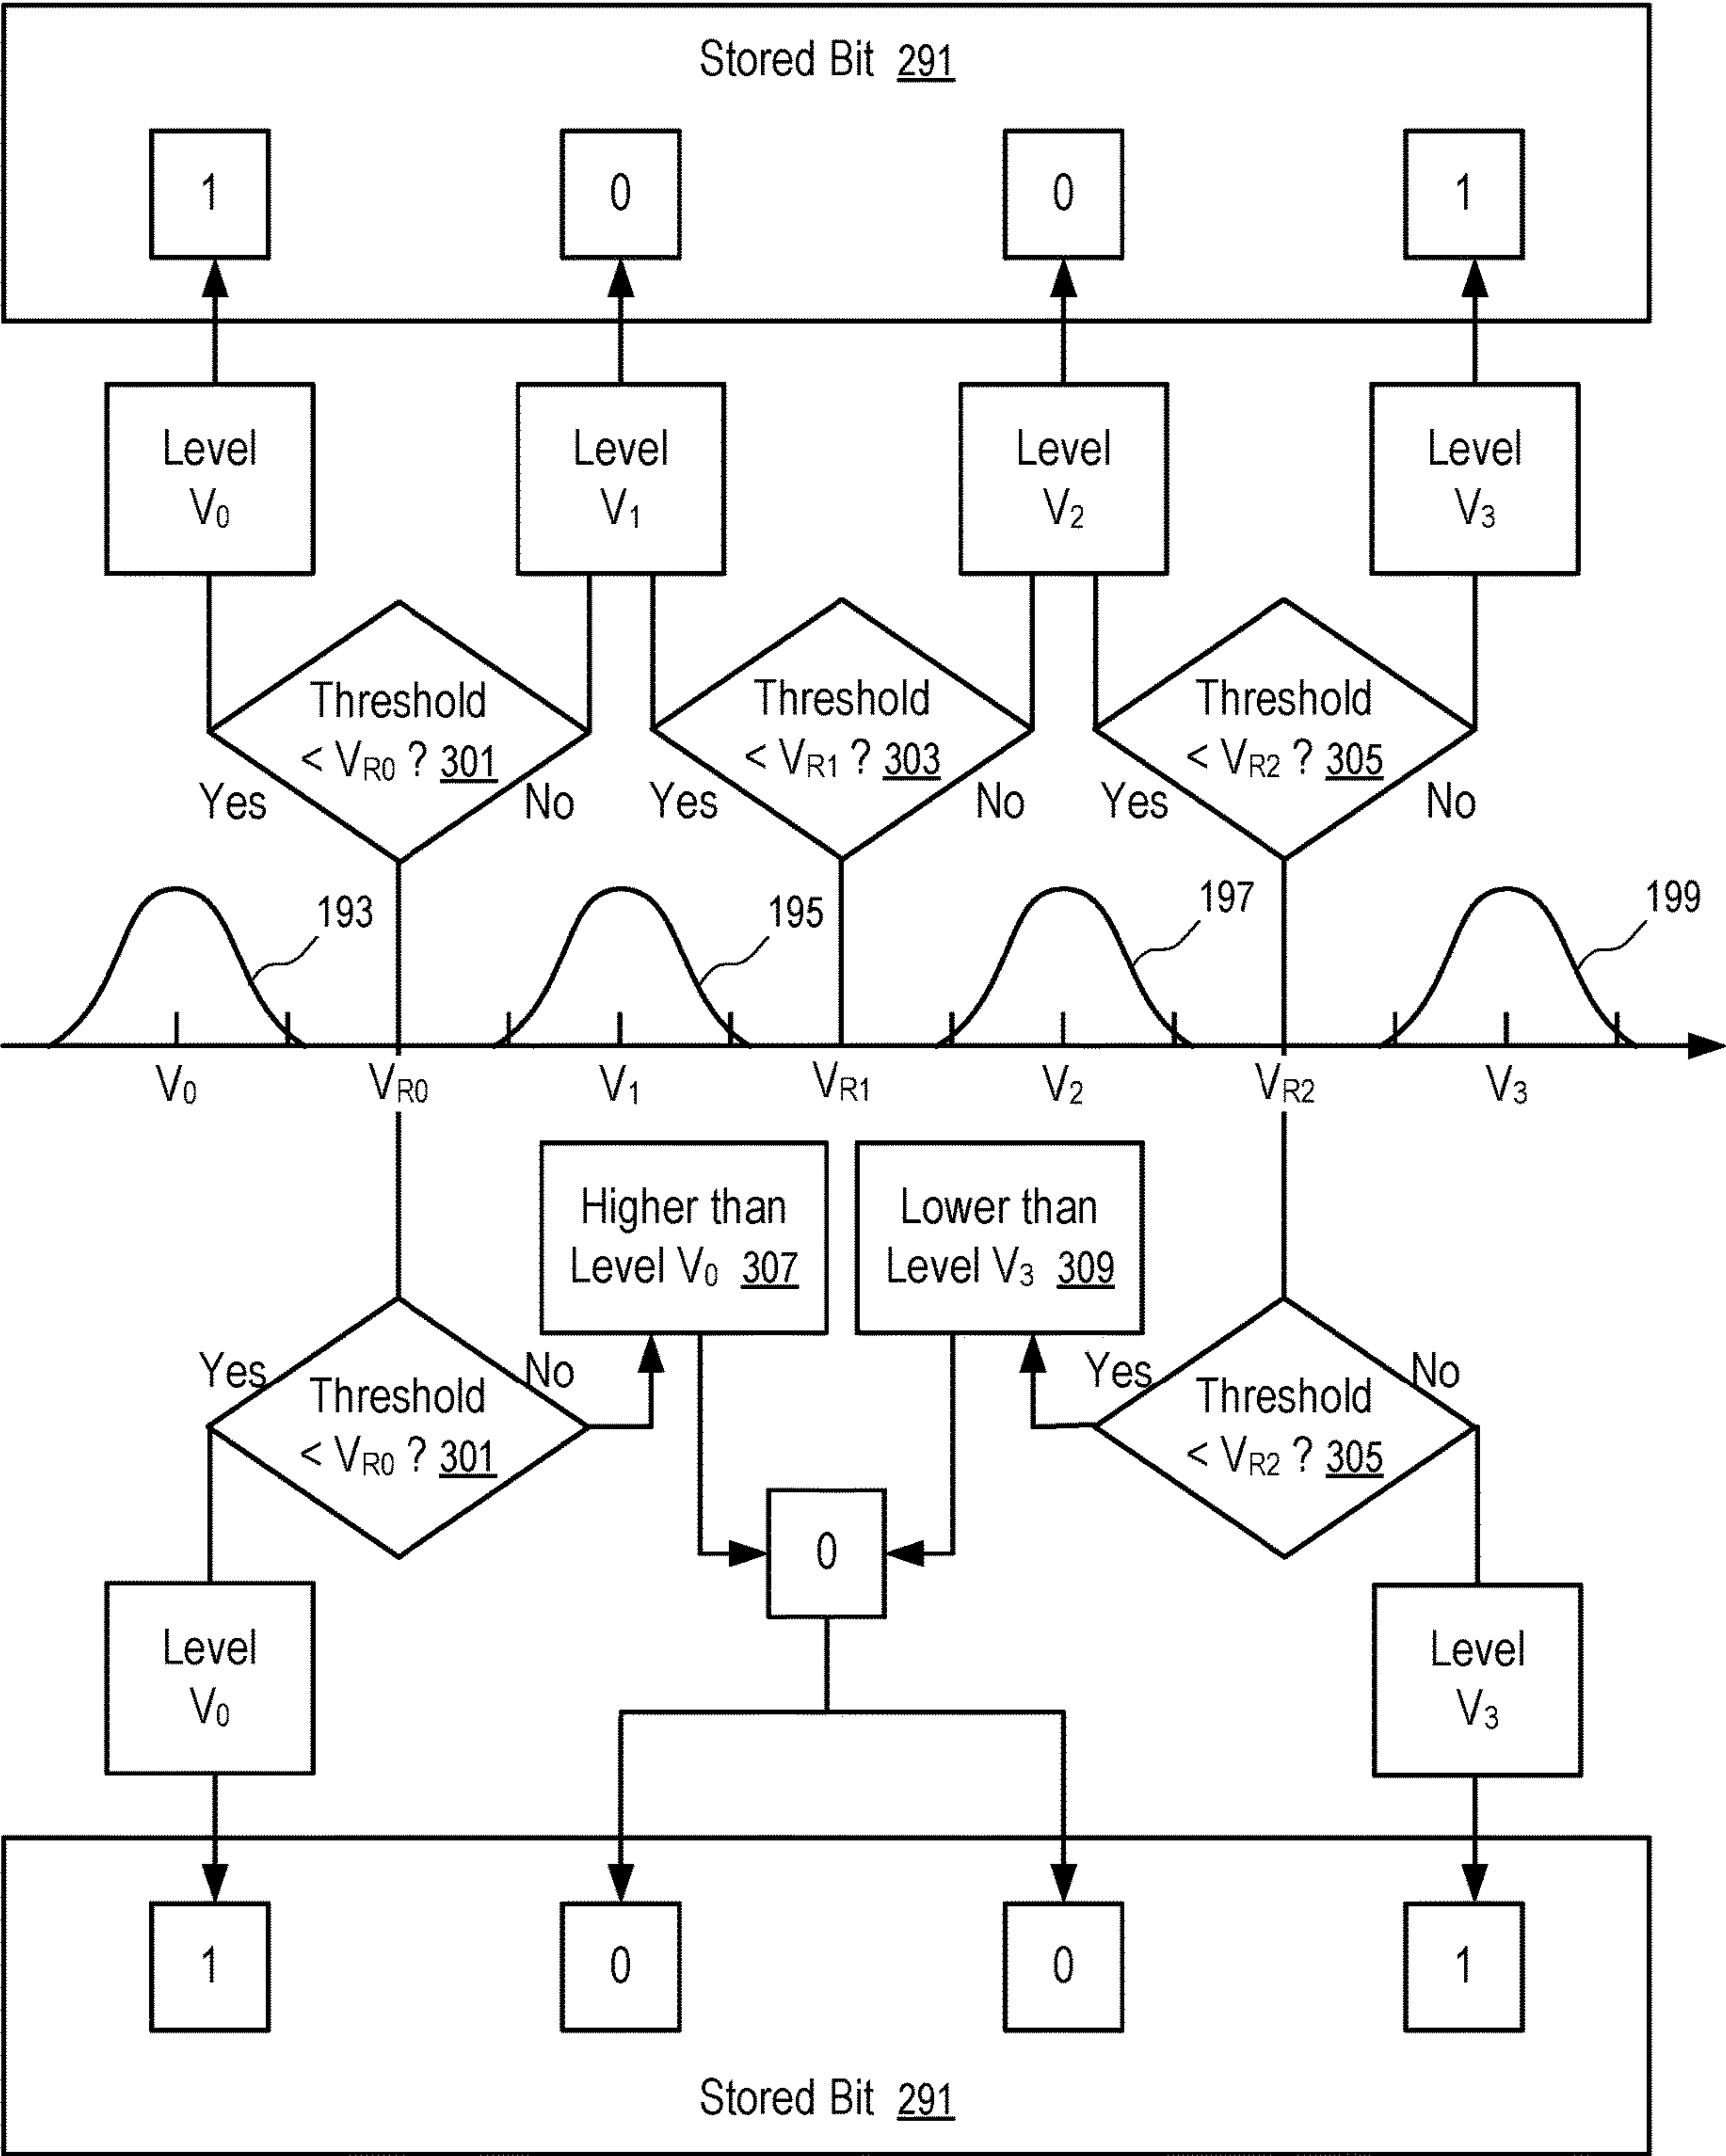 Stored Bit 291
1 0 0 1
Level Level Level Level
V0 V1 V2 V3
Threshold Threshold Threshold
< VR0 ? 301 < VR1 ? 303 < VR2 ? 305
Yes No Yes No Yes No
193 195 197 199
V0 VR0 V1 VR1 V2 VR2 V3
Higher than Lower than
Level V0 307 Level V3 309
Yes No Yes No
Threshold Threshold
< VR0 ? 301 < VR2 ? 305
0
Level Level
V0 V3
1 0 0 1
Stored Bit 291